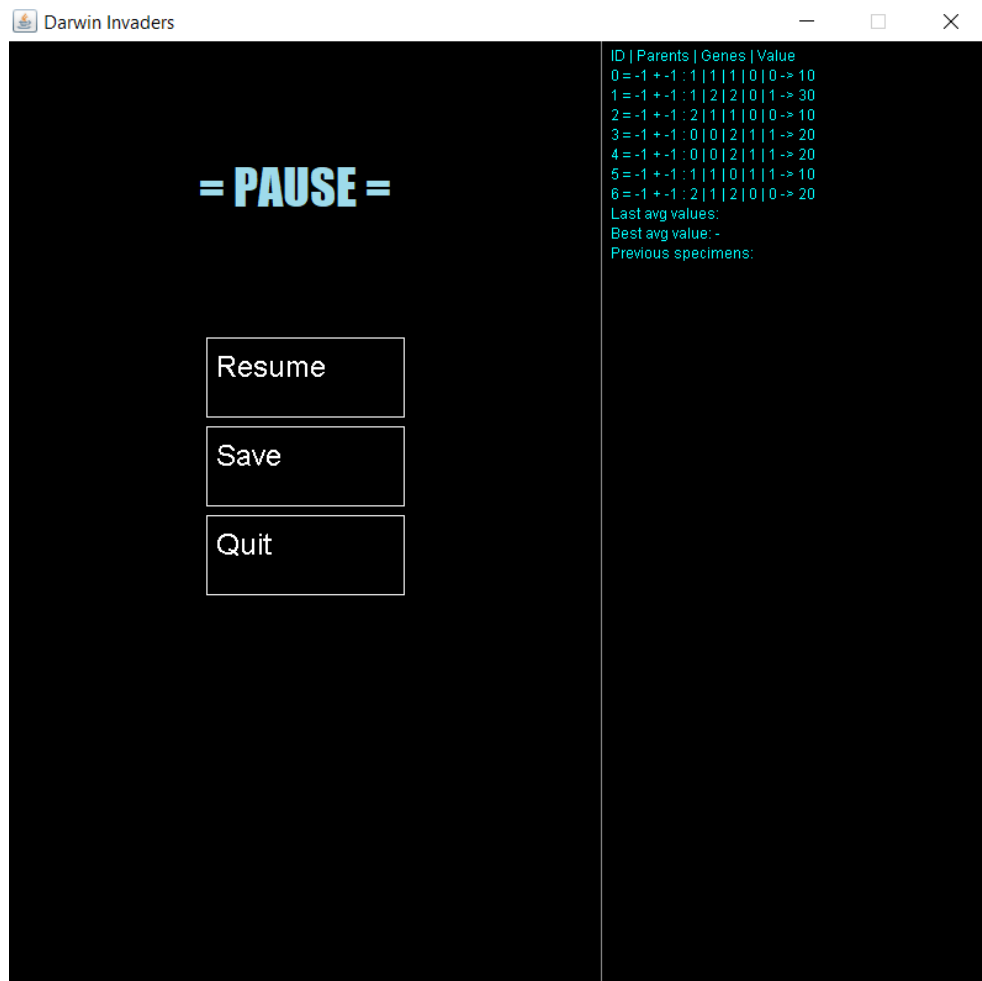 Darwin Invaders
= PAUSE =
Resume
Save
Quit
ID | Parents | Genes | Value
0 = -1 + -1 : 1 | 1 | 1 | 0 | 0 -> 10
1 = -1 + -1 : 1 | 2 | 2 | 0 | 1 -> 30
2 = -1 + -1 : 2 | 1 | 1 | 0 | 0 -> 10
3 = -1 + -1 : 0 | 0 | 2 | 1 | 1 -> 20
4 = -1 + -1 : 0 | 0 | 2 | 1 | 1 -> 20
5 = -1 + -1 : 1 | 1 | 0 | 1 | 1 -> 10
6 = -1 + -1 : 2 | 1 | 2 | 0 | 0 -> 20
Last avg values:
Best avg value: -
Previous specimens: